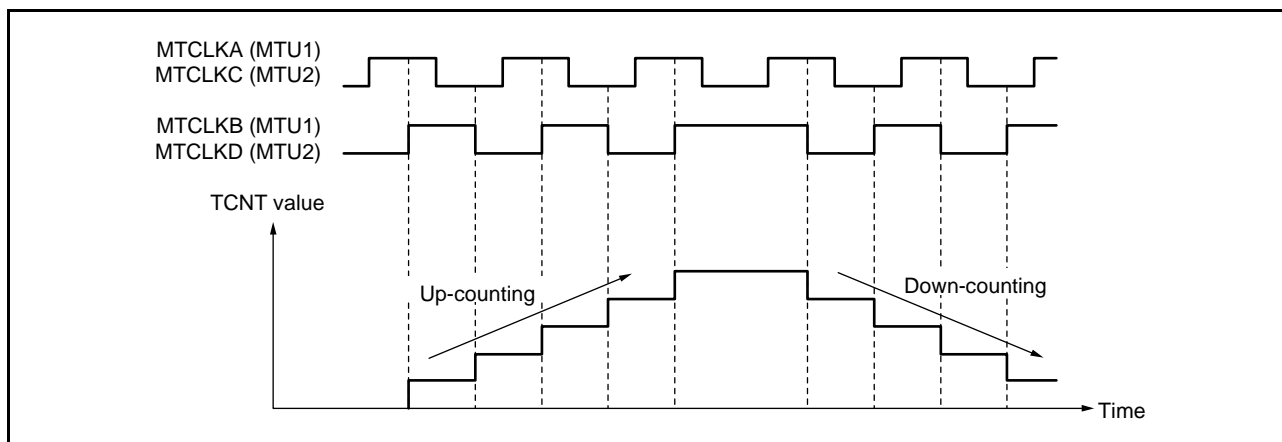 MTCLKA (MTU1)
MTCLKC (MTU2)
MTCLKB (MTU1)
MTCLKD (MTU2)
TCNT value
Up-counting
Down-counting
Time